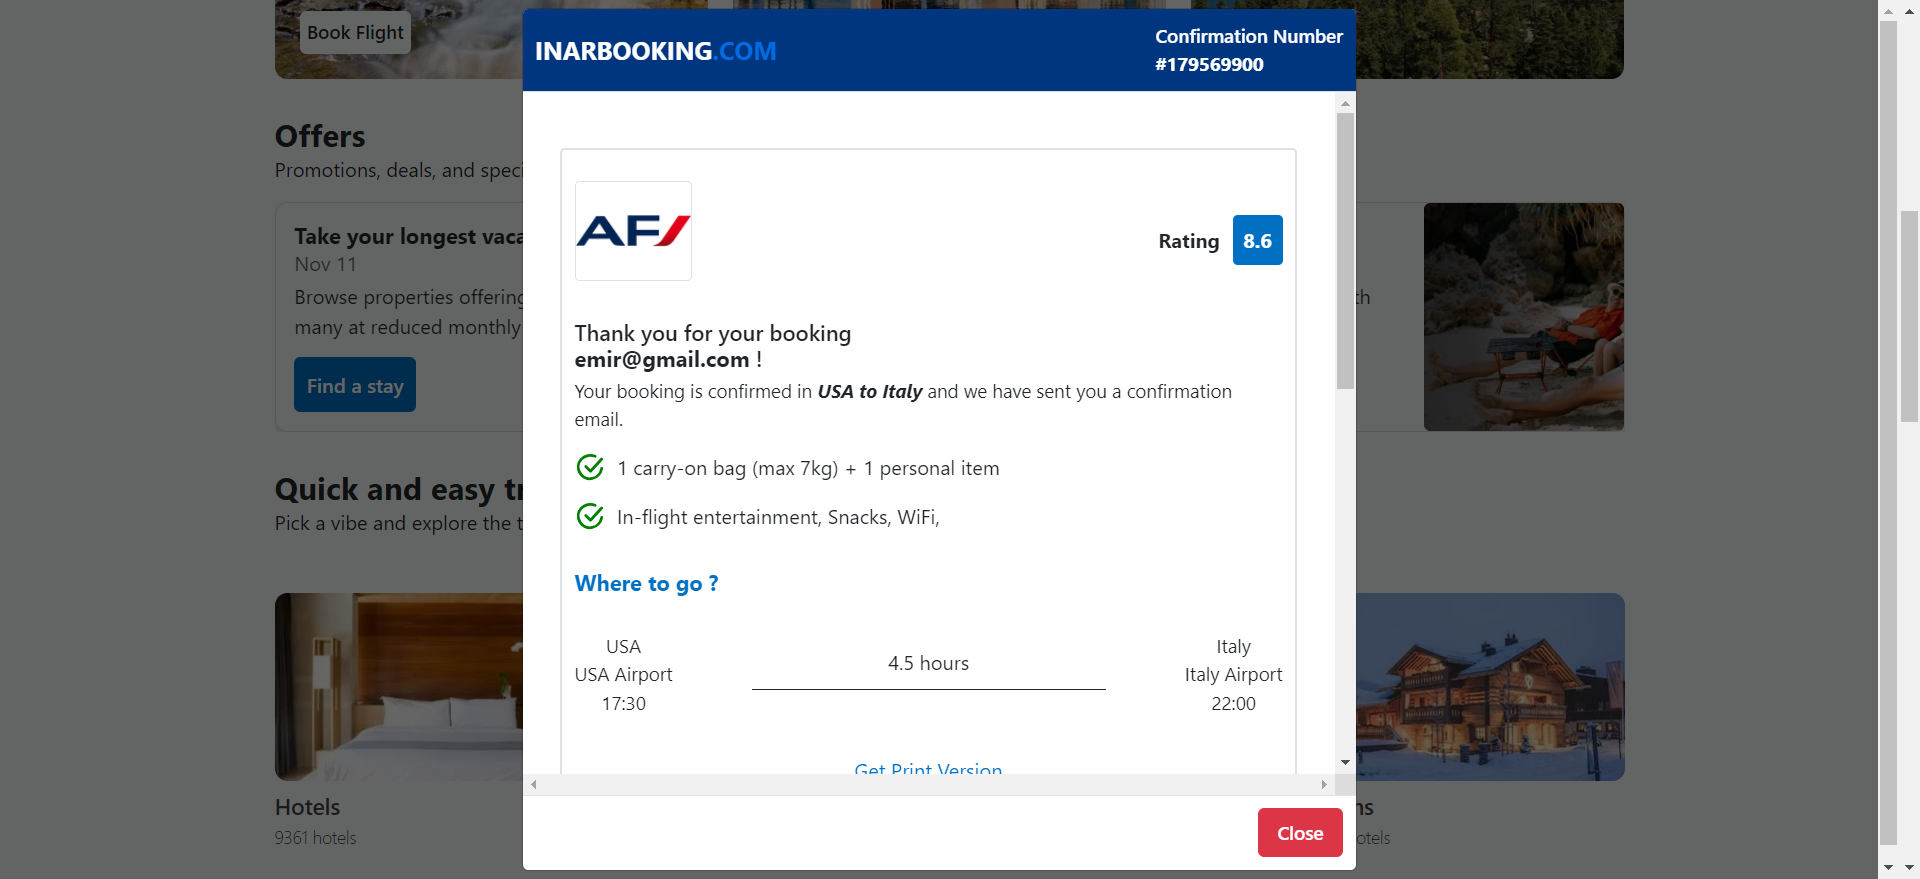 Book Flight
INARBOOKING.COM
Confirmation Number
#179569900
Offers
Promotions, deals, and speci
Take your longest vaca
Nov 11
Browse properties offering
th
many at reduced monthly
Find a stay
AF
Rating 8.6
Thank you for your booking
emir@gmail.com !
Your booking is confirmed in USA to Italy and we have sent you a confirmation
email.
1 carry-on bag (max 7kg) + 1 personal item
In-flight entertainment, Snacks, WiFi,
Quick and easy tr
Pick a vibe and explore the t
Where to go ?
USA
USA Airport
17:30
4.5 hours
Italy
Italy Airport
22:00
Get Print Version
Hotels
9361 hotels
ns
otels
Close